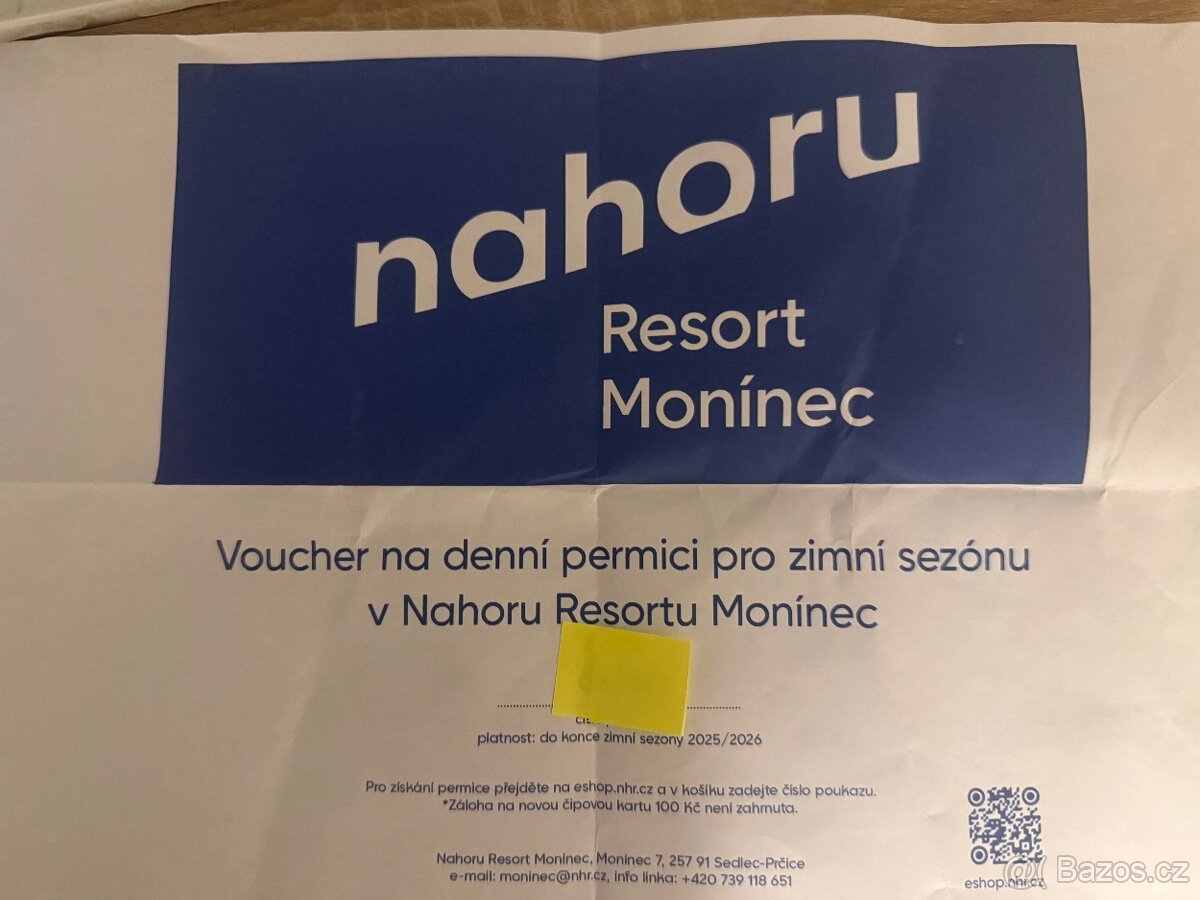 nahoru
Resort
Monínec
Voucher na denní permici pro zimní sezónu
v Nahoru Resortu Monínec
platnost: do konce zimní sezóny 2025/2026
Pro získání permice přejděte na eshop.nhr.cz a v košíku zadejte číslo poukazu.
*Záloha na novou čipovou kartu 100 Kč není zahrnuta.
Nahoru Resort Monínec, Monínec 7, 257 91 Sedlec-Prčice
e-mail: moninec@nhr.cz, info linka: +420 739 118 651
eshop.nhr.cz
Bazos.cz